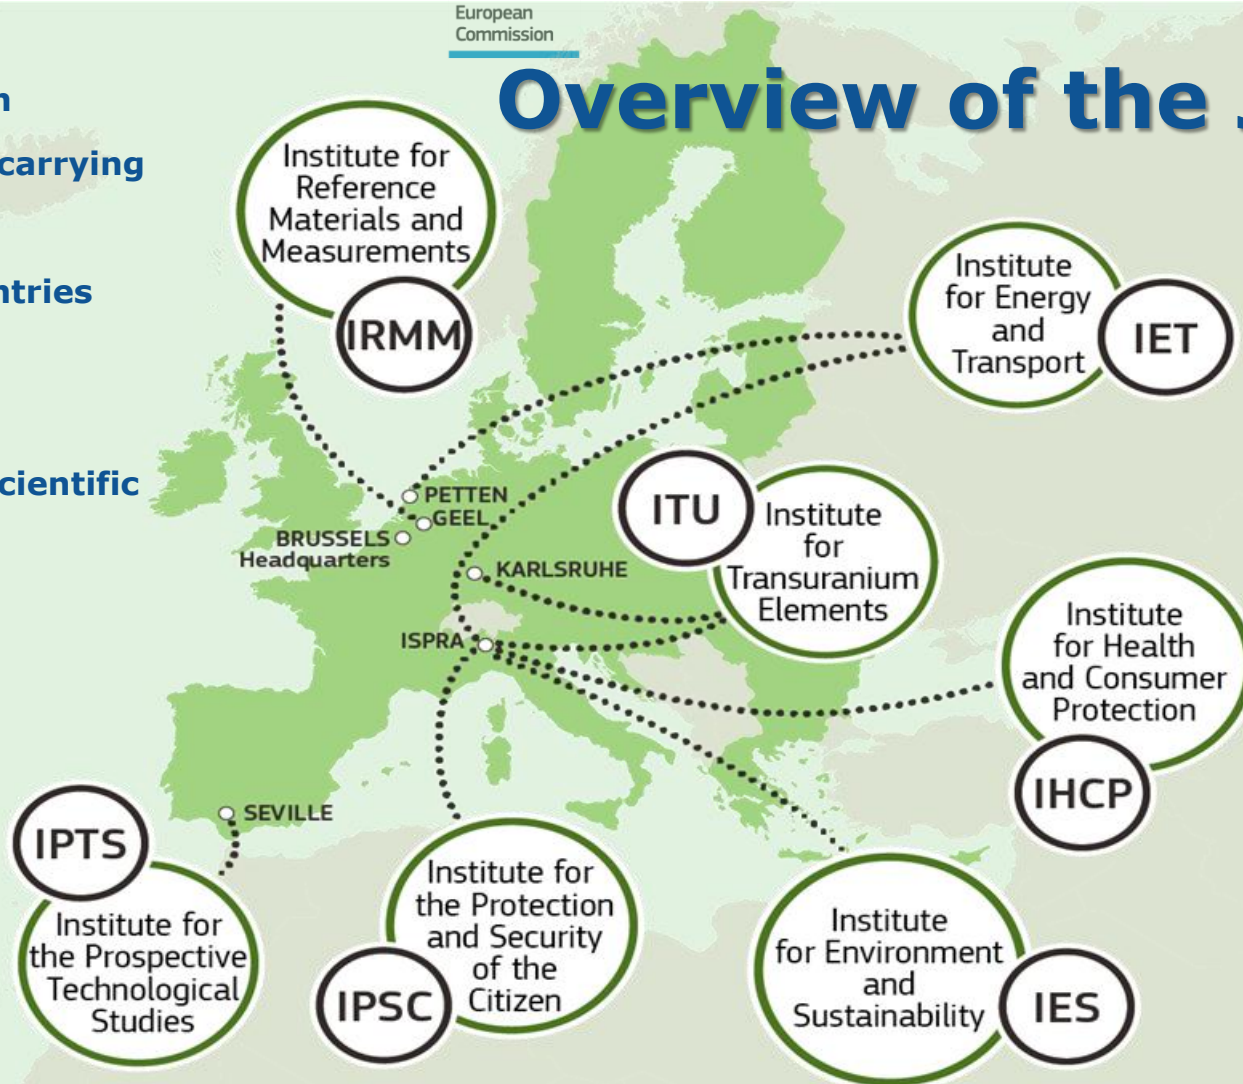 European
Commission
Overview of the
carrying
ntries
cientific
Institute for
Reference
Materials and
Measurements
IRMM
Institute
for Energy
and
Transport
IET
PETTEN
GEEL
BRUSSELS
Headquarters
KARLSRUHE
ISPRA
SEVILLE
ITU
Institute
for
Transuranium
Elements
Institute
for Health
and Consumer
Protection
IHCP
IPTS
Institute for
the Prospective
Technological
Studies
Institute for
the Protection
and Security
of the
Citizen
IPSC
Institute
for Environment
and
Sustainability
IES